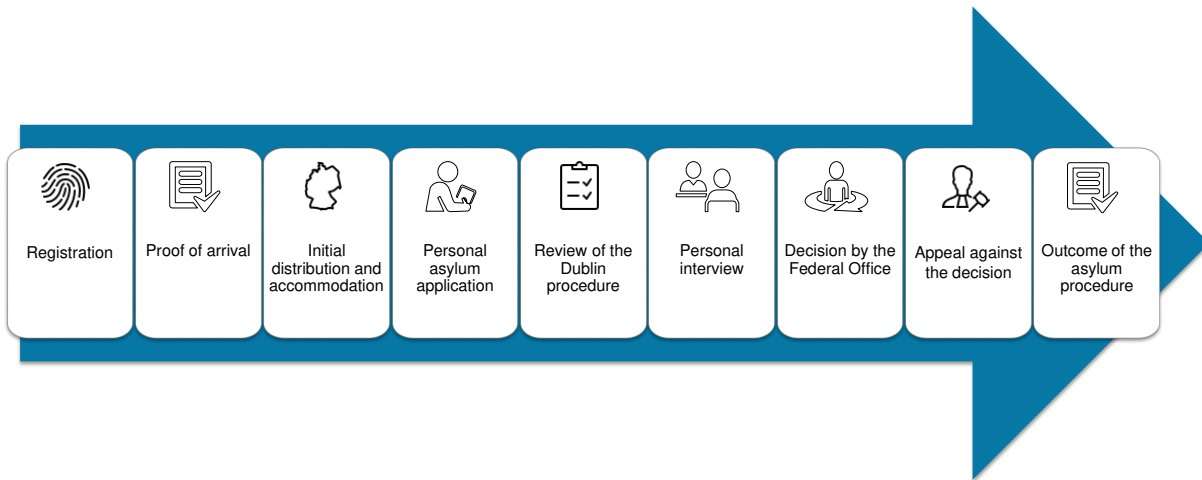 Registration
Proof of arrival
Initial
distribution and
accommodation
Personal
asylum
application
Review of the
Dublin
procedure
Personal
interview
Decision by the
Federal Office
Appeal against
the decision
Outcome of the
asylum
procedure